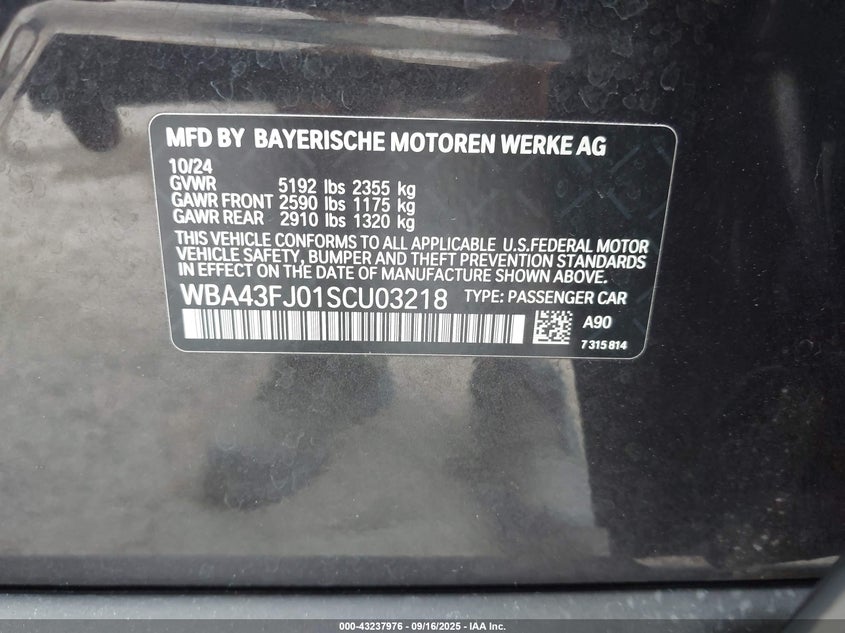 MFD BY BAYERISCHE MOTOREN WERKE AG
10/24
GVWR 5192 lbs 2355 kg
GAWR FRONT 2590 lbs 1175 kg
GAWR REAR 2910 lbs 1320 kg
THIS VEHICLE CONFORMS TO ALL APPLICABLE U.S.FEDERAL MOTOR
VEHICLE SAFETY, BUMPER AND THEFT PREVENTION STANDARDS
IN EFFECT ON THE DATE OF MANUFACTURE SHOWN ABOVE.
WBA43FJ01SCU03218 TYPE: PASSENGER CAR
A90
7315814
000-43237976 - 09/16/2025 - IAA Inc.